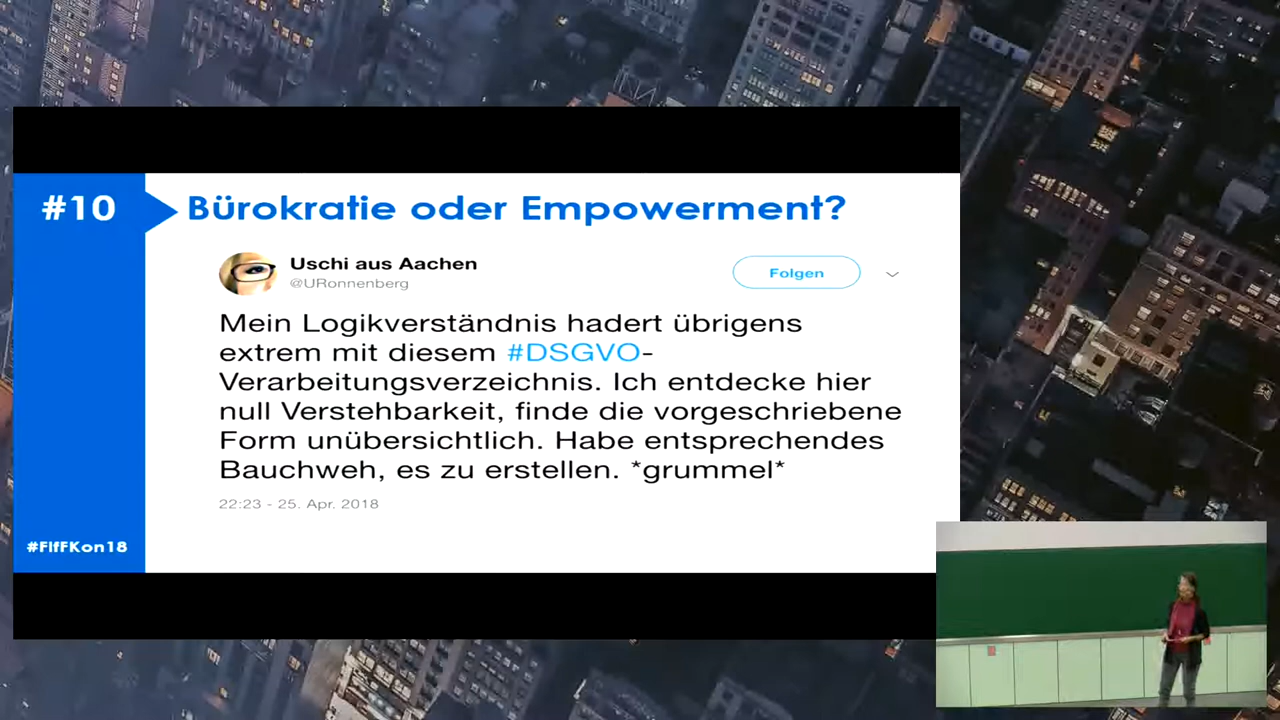 #10
Bürokratie oder Empowerment?
Uschi aus Aachen
@URonnenberg
Folgen
Mein Logikverständnis hadert übrigens
extrem mit diesem #DSGVO-
Verarbeitungsverzeichnis. Ich entdecke hier
null Verstehbarkeit, finde die vorgeschriebene
Form unübersichtlich. Habe entsprechendes
Bauchweh, es zu erstellen. *grummel*
22:23 - 25. Apr. 2018
#FIfFKon18